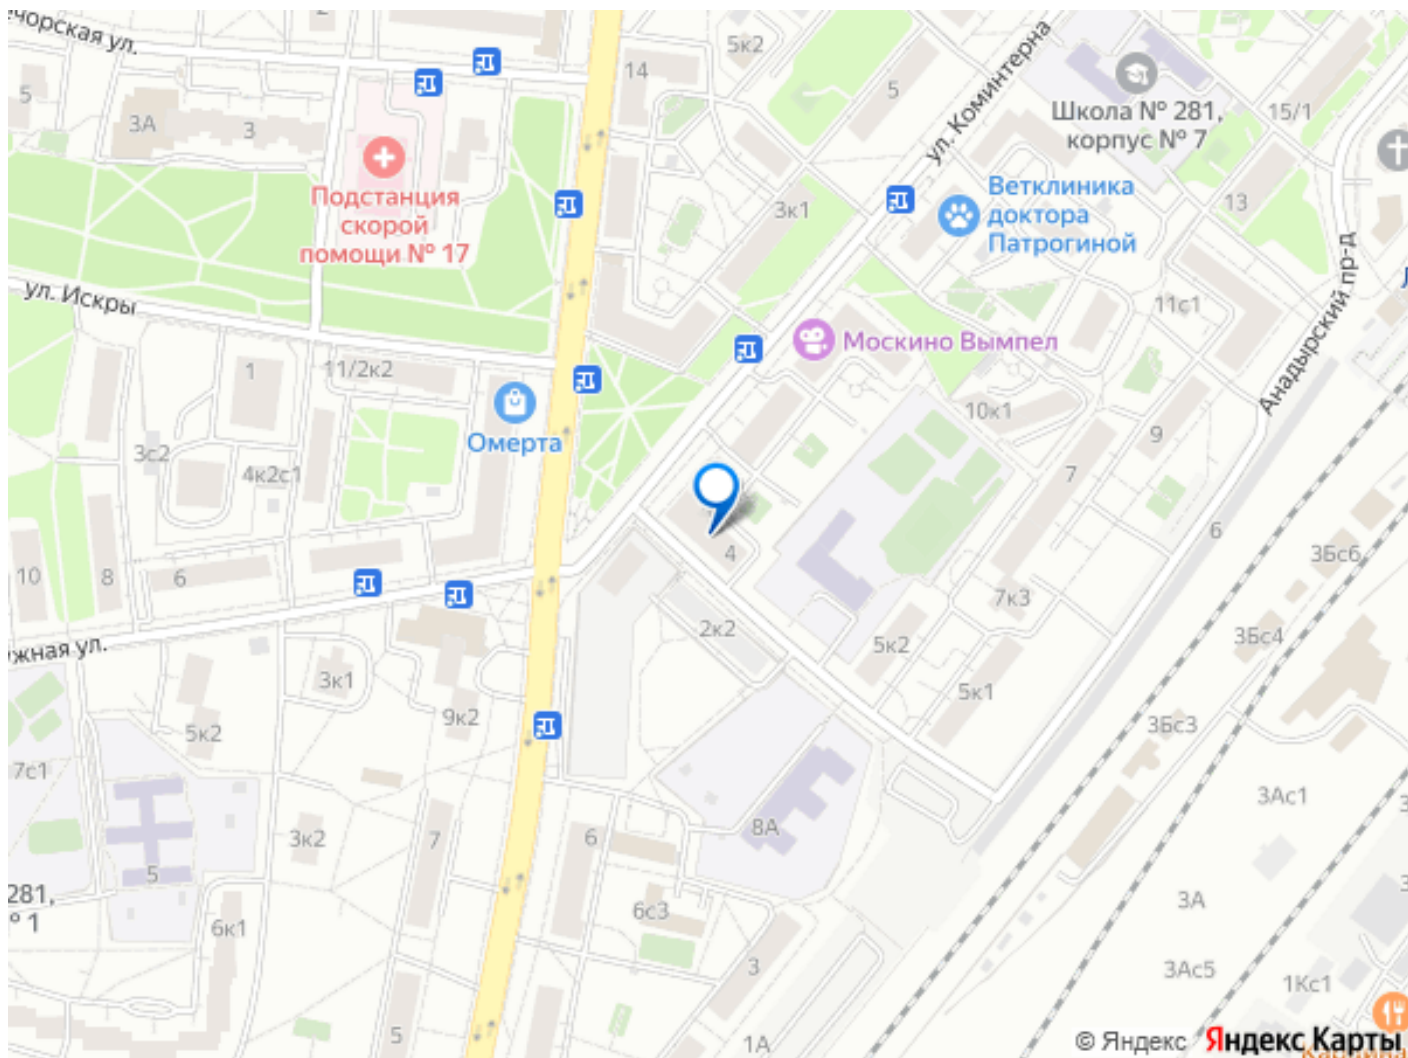 ечорская ул.
2
5к2
14
5
5
3А
3
Подстанция
скорой
помощи № 17
3к1
ул. Коминтерна
Школа № 281,
корпус № 7
15/1
Ветклиника
доктора
Патрогиной
13
11с1
Анадырский пр-д
ул. Искры
Москино Вымпел
1
11/2к2
Омерта
10к1
9
7
3с2
4к2с1
4
6
3Бс6
10
8
6
7к3
2к2
5к2
3Бс4
ужная ул.
3к1
5к1
9к2
5к2
3Бс3
7с1
3Ас1
3к2
7
6
8А
5
281,
№ 1
6с3
3А
6к1
3
3Ас5
1Кс1
5
1А
© Яндекс
Яндекс Карты